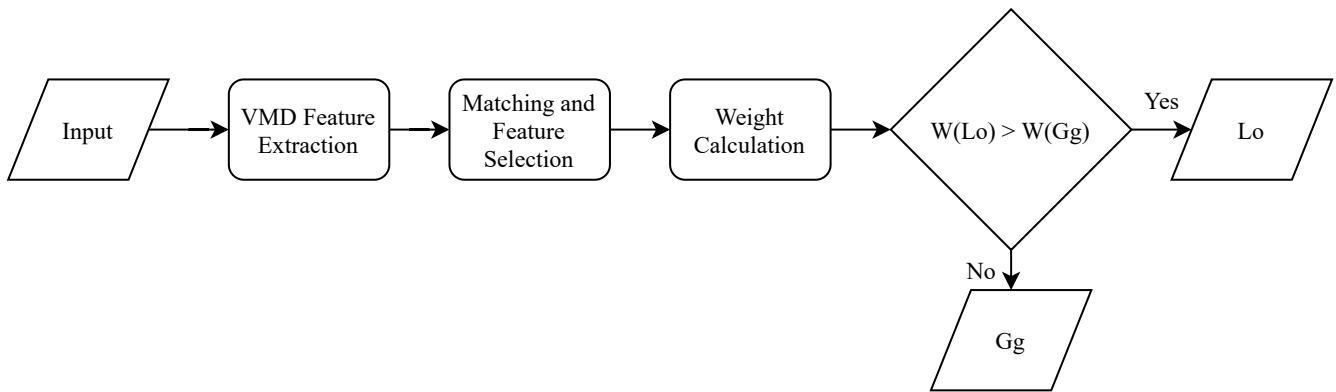 Input
VMD Feature
Extraction
Matching and
Feature
Selection
Weight
Calculation
W(Lo) > W(Gg)
Yes
Lo
No
Gg